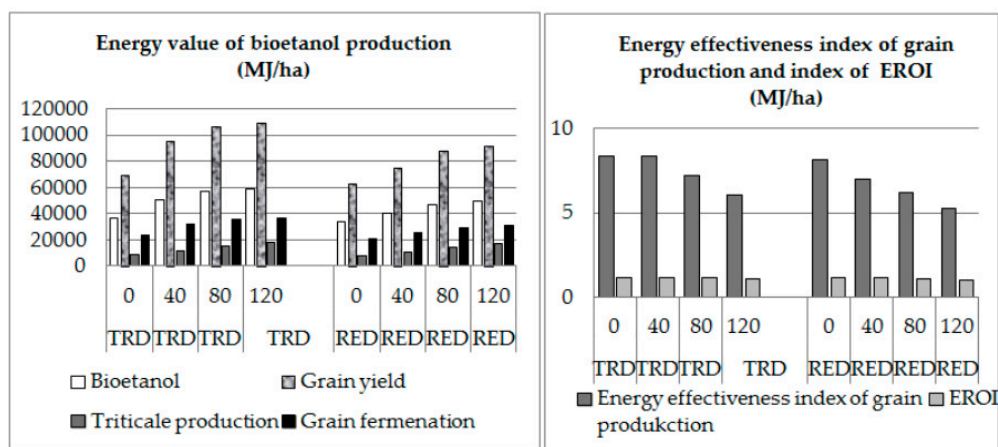 Energy value of bioetanol production
(MJ/ha)
120000
100000
80000
60000
40000
20000
0
0 40 80 120 0 40 80 120
TRD TRD TRD TRD RED RED RED RED
Bioetanol Grain yield
Triticale production Grain fermenation
Energy effectiveness index of grain
production and index of EROI
(MJ/ha)
10
5
0
0 40 80 120 0 40 80 120
TRD TRD TRD TRD RED RED RED RED
Energy effectiveness index of grain EROI
produkction